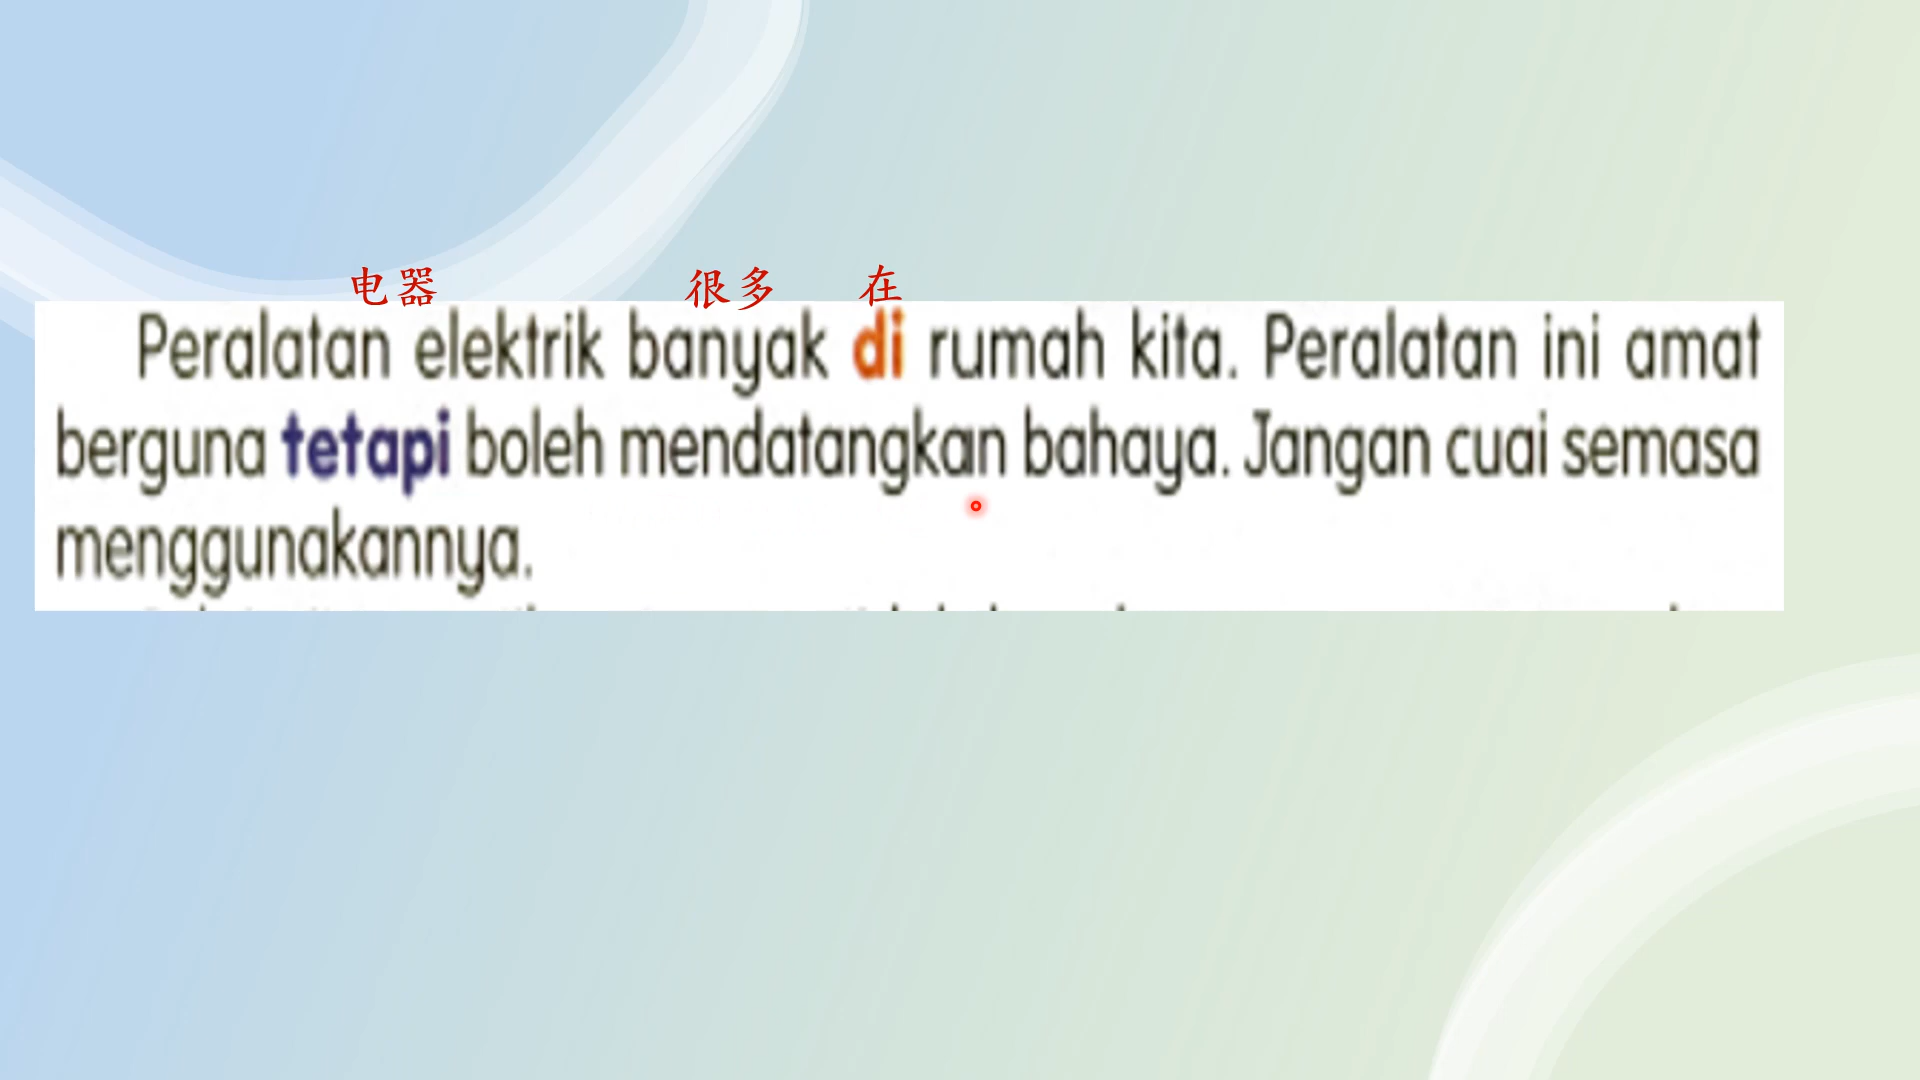 电器 很多 在
Peralatan elektrik banyak di rumah kita. Peralatan ini amat
berguna tetapi boleh mendatangkan bahaya. Jangan cuai semasa
menggunakannya.